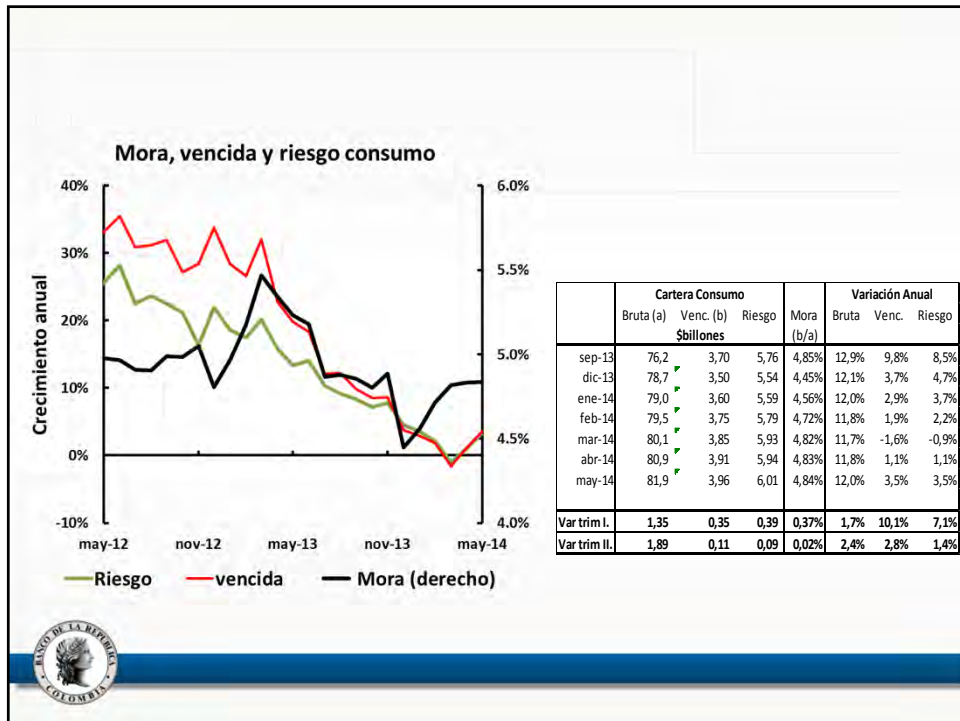 Mora, vencida y riesgo consumo
40%
30%
20%
10%
0%
-10%
Crecimiento anual
6.0%
5.5%
5.0%
4.5%
4.0%
may-12 nov-12 may-13 nov-13 may-14
Riesgo vencida Mora (derecho)
Cartera Consumo Variación Anual
Bruta (a) Venc. (b) Riesgo Mora Bruta Venc. Riesgo
$billones (b/a)
sep-13 76,2 3,70 5,76 4,85% 12,9% 9,8% 8,5%
dic-13 78,7 3,50 5,54 4,45% 12,1% 3,7% 4,7%
ene-14 79,0 3,60 5,59 4,56% 12,0% 2,9% 3,7%
feb-14 79,5 3,75 5,79 4,72% 11,8% 1,9% 2,2%
mar-14 80,1 3,85 5,93 4,82% 11,7% -1,6% -0,9%
abr-14 80,9 3,91 5,94 4,83% 11,8% 1,1% 1,1%
may-14 81,9 3,96 6,01 4,84% 12,0% 3,5% 3,5%
Var trim I. 1,35 0,35 0,39 0,37% 1,7% 10,1% 7,1%
Var trim II. 1,89 0,11 0,09 0,02% 2,4% 2,8% 1,4%
BANCO DE LA REPUBLICA
COLOMBIA